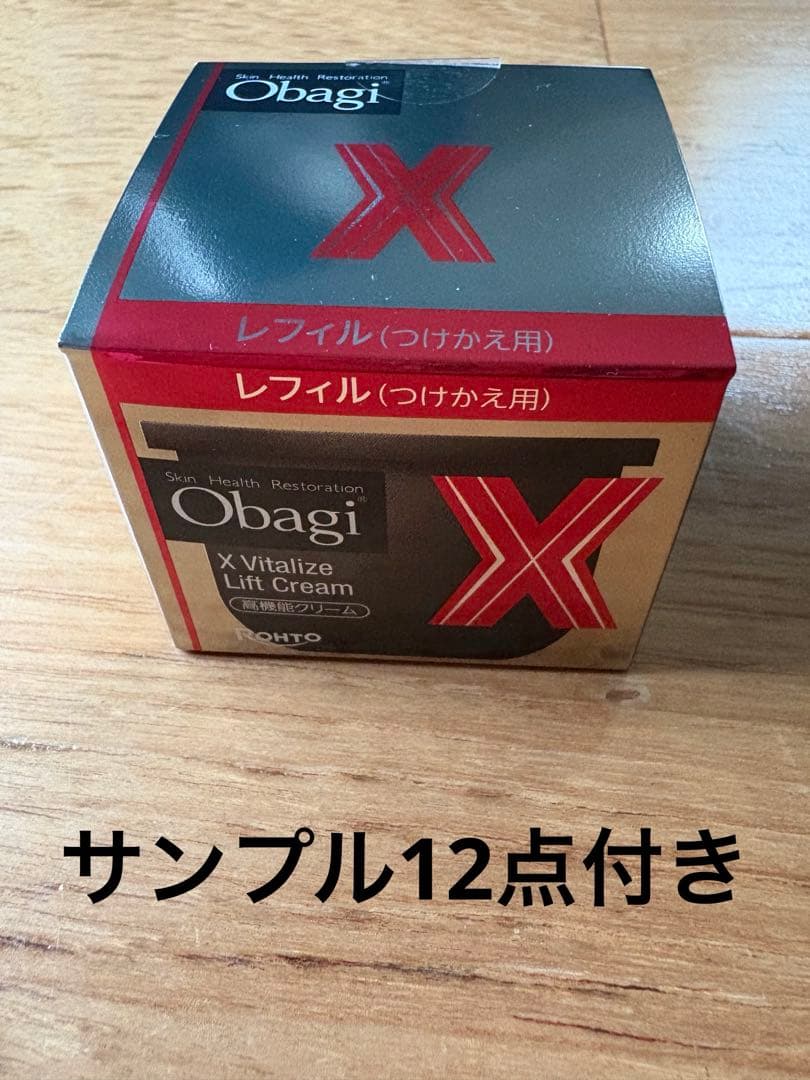 Skin Health Restoration
Obagi®
X
レフィル(つけかえ用)
レフィル(つけかえ用)
Skin Health Restoration
Obagi®
X
X Vitalize
Lift Cream
高機能クリーム
ROHTO
サンプル12点付き